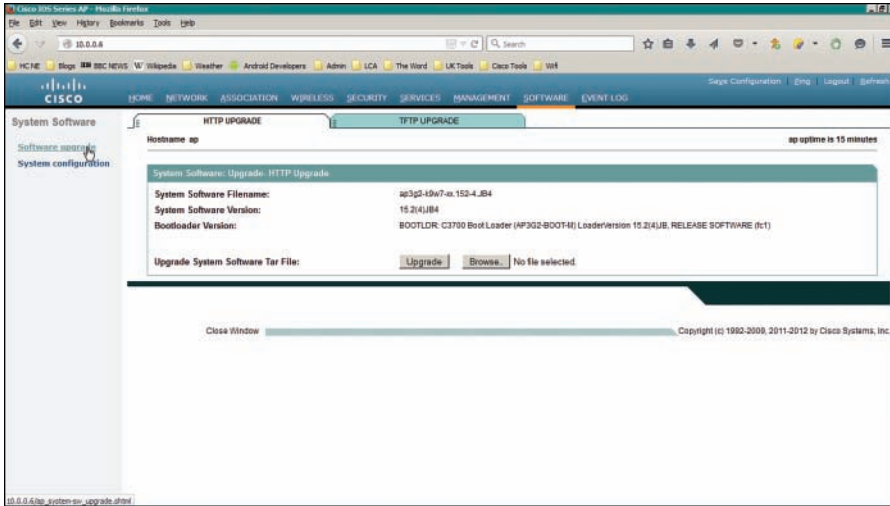 Cisco IOS Series AP - Mozilla Firefox
File Edit View History Bookmarks Tools Help
10.0.0.6 Search
HCNE Blogs BBC NEWS Wikipedia Weather Android Developers Admin LCA The Word UK Tools Cisco Tools Wifi
Save Configuration Ping Logout Refresh
CISCO HOME NETWORK ASSOCIATION WIRELESS SECURITY SERVICES MANAGEMENT SOFTWARE EVENT LOG
System Software
Software upgrade
System configuration
HTTP UPGRADE TFTP UPGRADE
Hostname ap ap uptime is 15 minutes
System Software: Upgrade- HTTP Upgrade
System Software Filename: ap3g2-k9w7-xx.152-4.JB4
System Software Version: 15.2(4)JB4
Bootloader Version: BOOTLDR: C3700 Boot Loader (AP3G2-BOOT-M) LoaderVersion 15.2(4)JB, RELEASE SOFTWARE (fc1)
Upgrade System Software Tar File: Upgrade Browse.. No file selected.
Close Window Copyright (c) 1992-2009, 2011-2012 by Cisco Systems, Inc.
10.0.0.6/ap_system-sw_upgrade.shtml